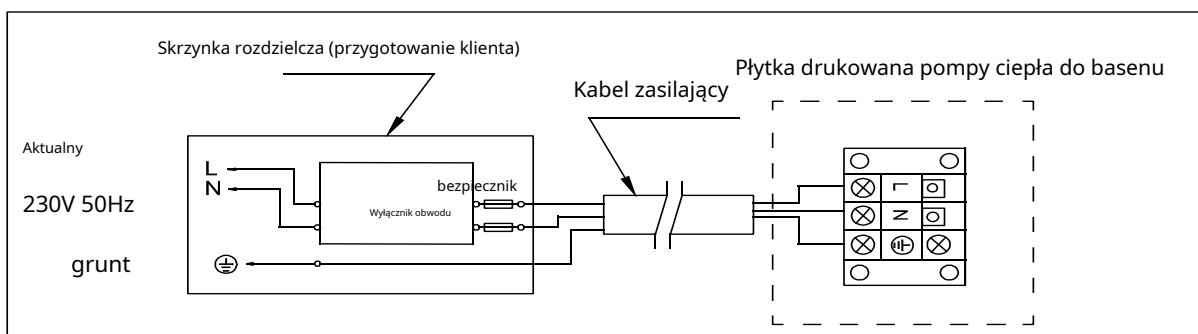 Skrzynka rozdzielcza (przygotowanie klienta)
Płytka drukowana pompy ciepła do basenu
Kabel zasilający
Aktualny
L
N
230V 50Hz
bezpiecznik
Wyłącznik obwodu
grunt
L
N